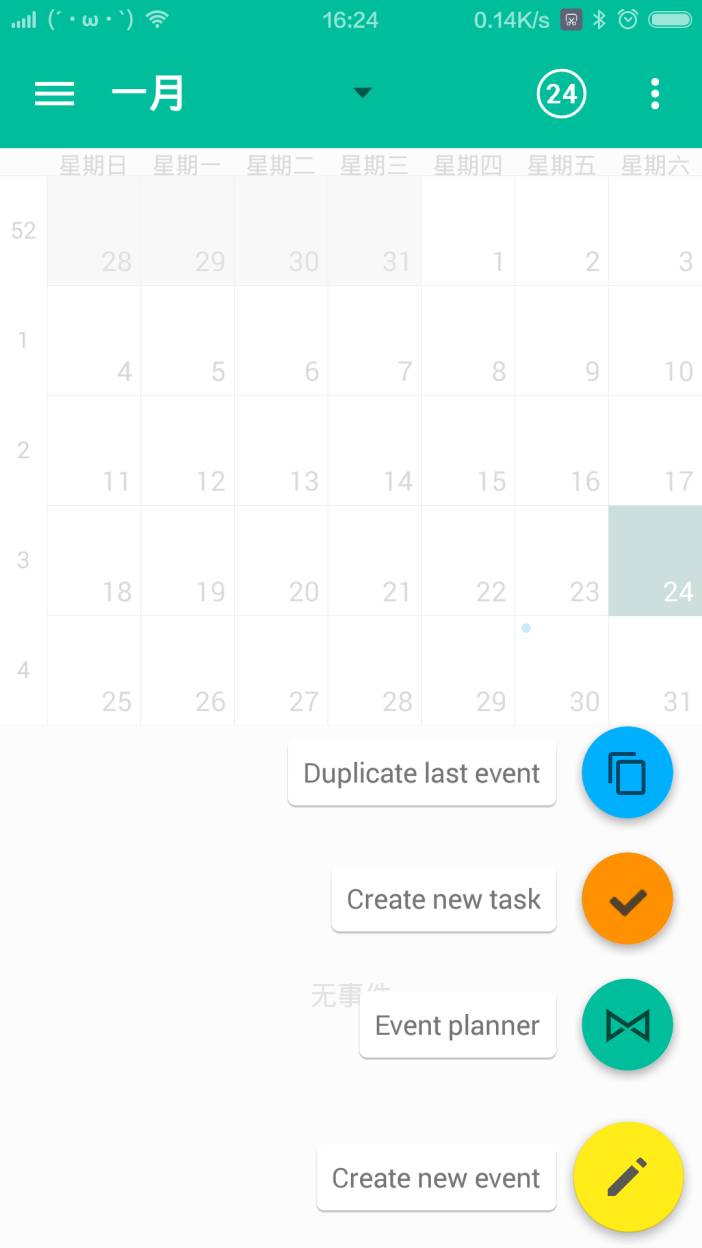 (´・ω・`) 16:24 0.14K/s
一月 24
星期日 星期一 星期二 星期三 星期四 星期五 星期六
52 28 29 30 31 1 2 3
1 4 5 6 7 8 9 10
2 11 12 13 14 15 16 17
3 18 19 20 21 22 23 24
4 25 26 27 28 29 30 31
Duplicate last event
Create new task
无事件
Event planner
Create new event